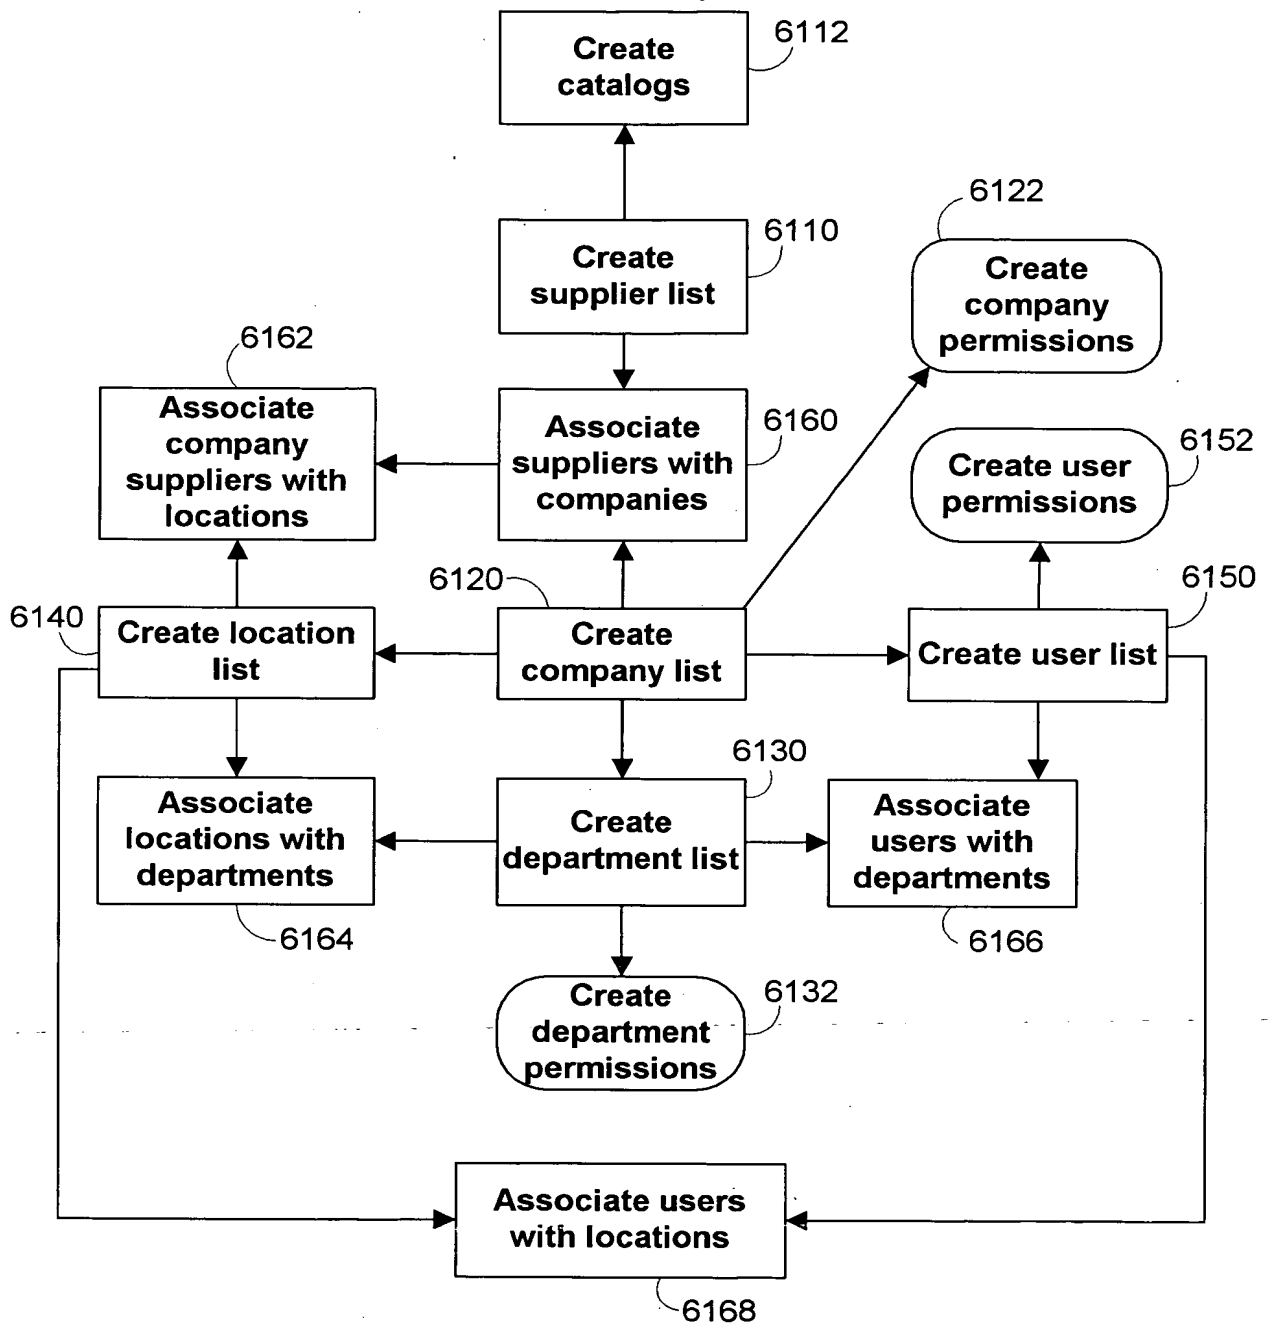 Create
catalogs
6112
Create
supplier list
6110
6122
Create
company
permissions
6162
Associate
company
suppliers with
locations
Associate
suppliers with
companies
6160
Create user
permissions
6152
6140
Create location
list
6120
Create
company list
6150
Create user list
Associate
locations with
departments
6164
6130
Create
department list
Associate
users with
departments
6166
Create
department
permissions
6132
Associate users
with locations
6168